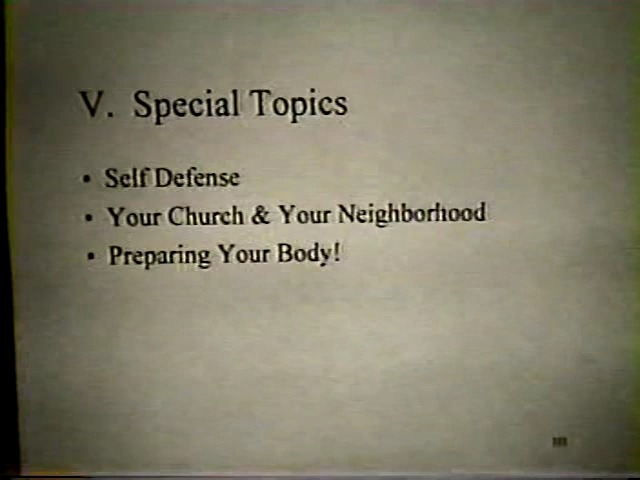 V. Special Topics
• Self Defense
• Your Church & Your Neighborhood
• Preparing Your Body!